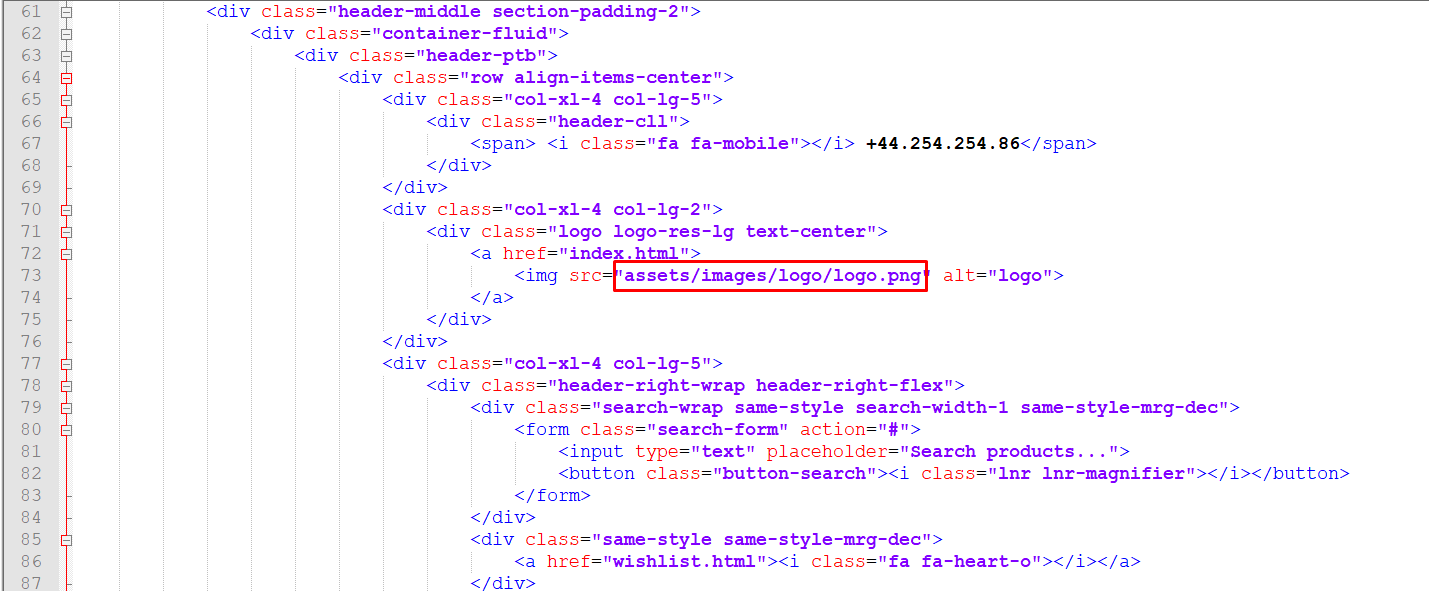 61 <div class="header-middle section-padding-2">
62 <div class="container-fluid">
63 <div class="header-ptb">
64 <div class="row align-items-center">
65 <div class="col-xl-4 col-lg-5">
66 <div class="header-cll">
67 <span> <i class="fa fa-mobile"></i> +44.254.254.86</span>
68 </div>
69 </div>
70 <div class="col-xl-4 col-lg-2">
71 <div class="logo logo-res-lg text-center">
72 <a href="index.html">
73 <img src="assets/images/logo/logo.png" alt="logo">
74 </a>
75 </div>
76 </div>
77 <div class="col-xl-4 col-lg-5">
78 <div class="header-right-wrap header-right-flex">
79 <div class="search-wrap same-style search-width-1 same-style-mrg-dec">
80 <form class="search-form" action="#">
81 <input type="text" placeholder="Search products...">
82 <button class="button-search"><i class="lnr lnr-magnifier"></i></button>
83 </form>
84 </div>
85 <div class="same-style same-style-mrg-dec">
86 <a href="wishlist.html"><i class="fa fa-heart-o"></i></a>
87 </div>